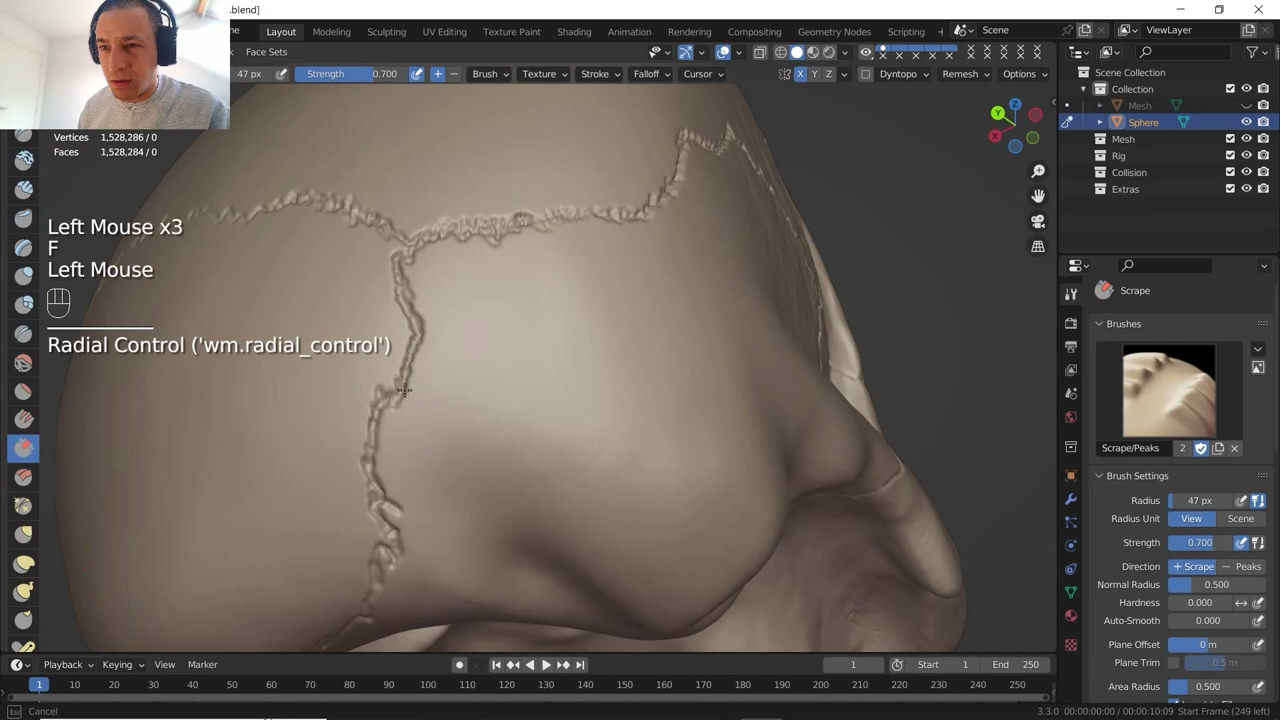 .blend]
ne Layout Modeling Sculpting UV Editing Texture Paint Shading Animation Rendering Compositing Geometry Nodes Scripting Scene ViewLayer
Face Sets
47 px Strength 0.700 Brush Texture Stroke Falloff Cursor X Y Z Dyntopo Remesh Options
Scene Collection
Collection
Mesh
Sphere
Mesh
Rig
Collision
Extras
Vertices 1,528,286 / 0
Faces 1,528,284 / 0
Z
Y
X
Left Mouse x3
F
Left Mouse
Radial Control ('wm.radial_control')
Scrape
Brushes
Scrape/Peaks 2
Brush Settings
Radius 47 px
Radius Unit View Scene
Strength 0.700
Direction + Scrape − Peaks
Normal Radius 0.500
Hardness 0.000
Auto-Smooth 0.000
Plane Offset 0 m
Plane Trim 0.5 m
Area Radius 0.500
Playback Keying View Marker 1 Start 1 End 250
1 10 20 30 40 50 60 70 80 90 100 110 120 130 140 150 160 170 180 190 200 210 220 230 240 250
Esc Cancel 3.3.0 00:00:00:00 / 00:00:10:09 Start Frame (249 left)